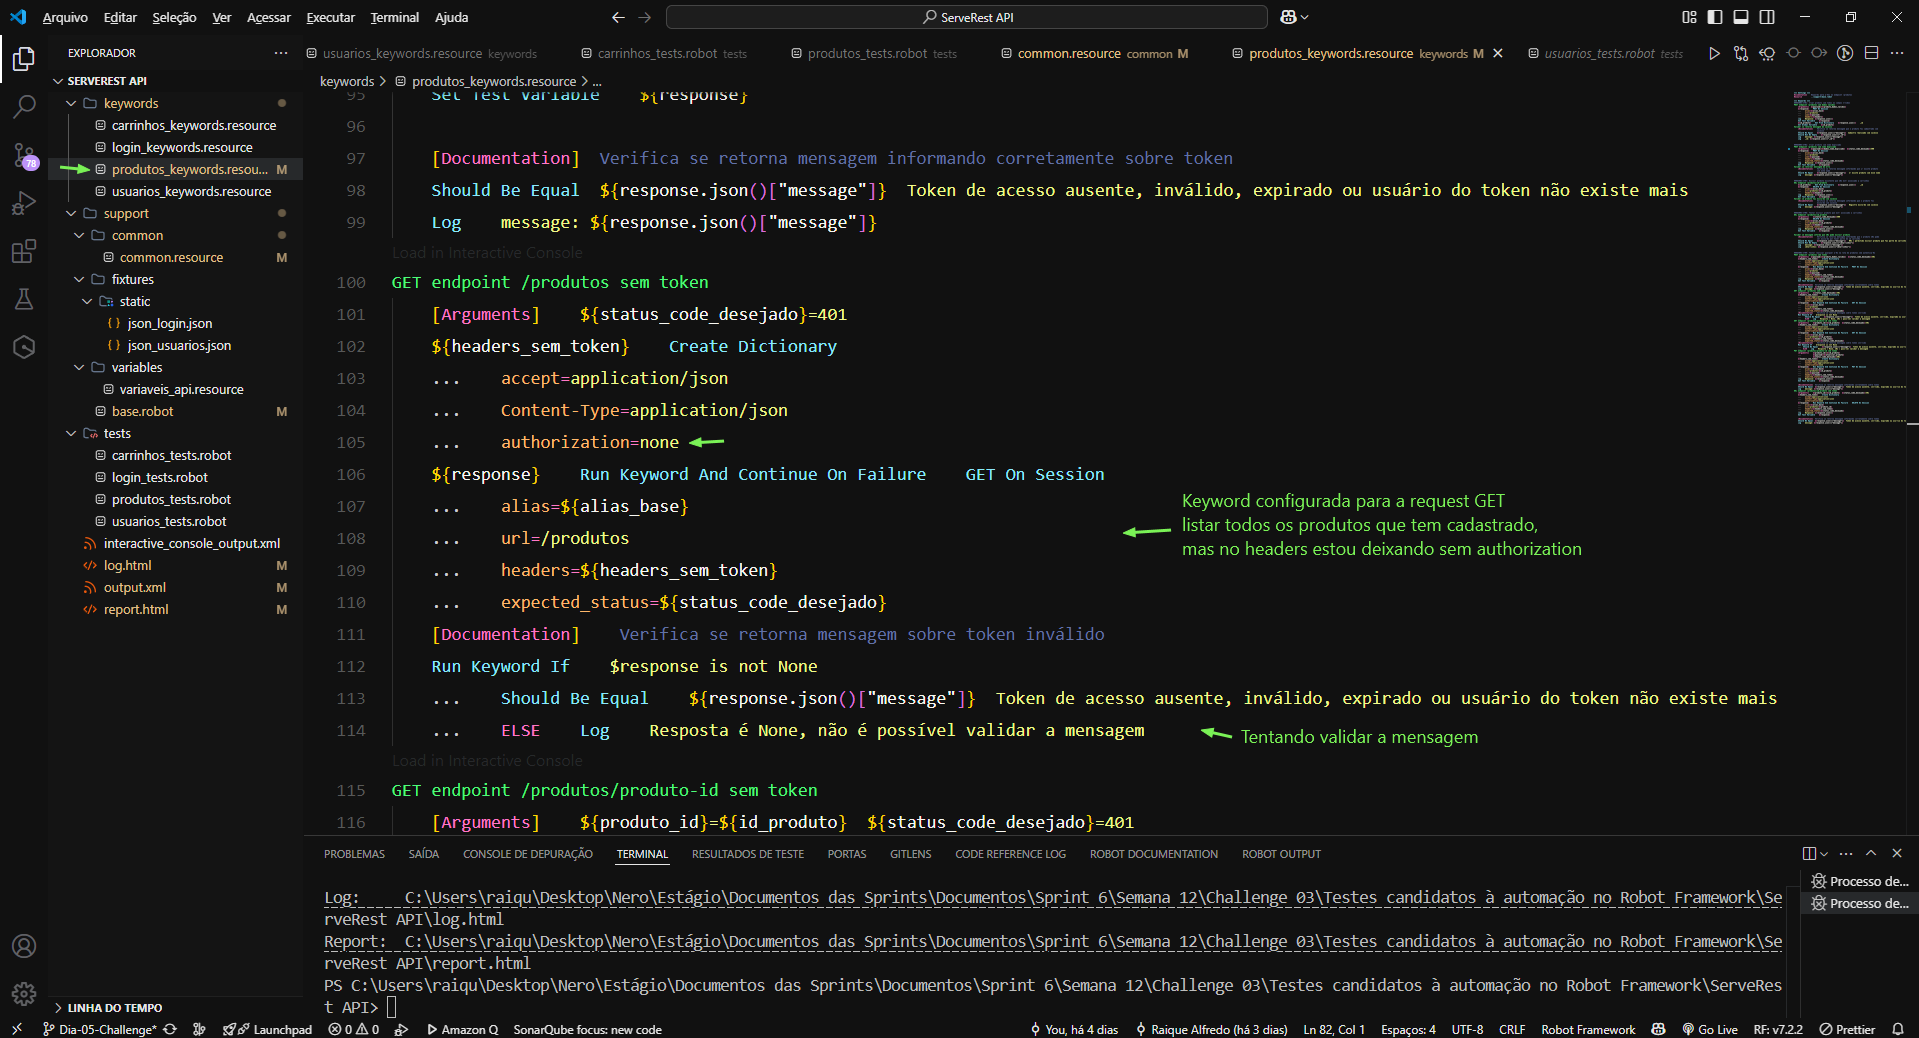 Arquivo Editar Seleção Ver Acessar Executar Terminal Ajuda ServeRest API
EXPLORADOR
SERVEREST API
keywords
carrinhos_keywords.resource
login_keywords.resource
produtos_keywords.resou... M
usuarios_keywords.resource
support
common
common.resource M
fixtures
static
{ } json_login.json
{ } json_usuarios.json
variables
variaveis_api.resource
base.robot M
tests
carrinhos_tests.robot
login_tests.robot
produtos_tests.robot
usuarios_tests.robot
interactive_console_output.xml
log.html M
output.xml M
report.html M
LINHA DO TEMPO
78
usuarios_keywords.resource keywords carrinhos_tests.robot tests produtos_tests.robot tests common.resource common M produtos_keywords.resource keywords M usuarios_tests.robot tests
keywords > produtos_keywords.resource > ...
95 Set Test Variable ${response}
96
97 [Documentation] Verifica se retorna mensagem informando corretamente sobre token
98 Should Be Equal ${response.json()["message"]} Token de acesso ausente, inválido, expirado ou usuário do token não existe mais
99 Log message: ${response.json()["message"]}
Load in Interactive Console
100 GET endpoint /produtos sem token
101 [Arguments] ${status_code_desejado}=401
102 ${headers_sem_token} Create Dictionary
103 ... accept=application/json
104 ... Content-Type=application/json
105 ... authorization=none
106 ${response} Run Keyword And Continue On Failure GET On Session
107 ... alias=${alias_base}
108 ... url=/produtos
109 ... headers=${headers_sem_token}
110 ... expected_status=${status_code_desejado}
111 [Documentation] Verifica se retorna mensagem sobre token inválido
112 Run Keyword If $response is not None
113 ... Should Be Equal ${response.json()["message"]} Token de acesso ausente, inválido, expirado ou usuário do token não existe mais
114 ... ELSE Log Resposta é None, não é possível validar a mensagem
Load in Interactive Console
115 GET endpoint /produtos/produto-id sem token
116 [Arguments] ${produto_id}=${id_produto} ${status_code_desejado}=401
Keyword configurada para a request GET
listar todos os produtos que tem cadastrado,
mas no headers estou deixando sem authorization
Tentando validar a mensagem
PROBLEMAS SAÍDA CONSOLE DE DEPURAÇÃO TERMINAL RESULTADOS DE TESTE PORTAS GITLENS CODE REFERENCE LOG ROBOT DOCUMENTATION ROBOT OUTPUT
Log: C:\Users\raiqu\Desktop\Nero\Estágio\Documentos das Sprints\Documentos\Sprint 6\Semana 12\Challenge 03\Testes candidatos à automação no Robot Framework\Se
rveRest API\log.html
Report: C:\Users\raiqu\Desktop\Nero\Estágio\Documentos das Sprints\Documentos\Sprint 6\Semana 12\Challenge 03\Testes candidatos à automação no Robot Framework\Se
rveRest API\report.html
PS C:\Users\raiqu\Desktop\Nero\Estágio\Documentos das Sprints\Documentos\Sprint 6\Semana 12\Challenge 03\Testes candidatos à automação no Robot Framework\ServeRes
t API>
Processo de...
Processo de...
Dia-05-Challenge* Launchpad 0 0 Amazon Q SonarQube focus: new code You, há 4 dias Raique Alfredo (há 3 dias) Ln 82, Col 1 Espaços: 4 UTF-8 CRLF Robot Framework Go Live RF: v7.2.2 Prettier